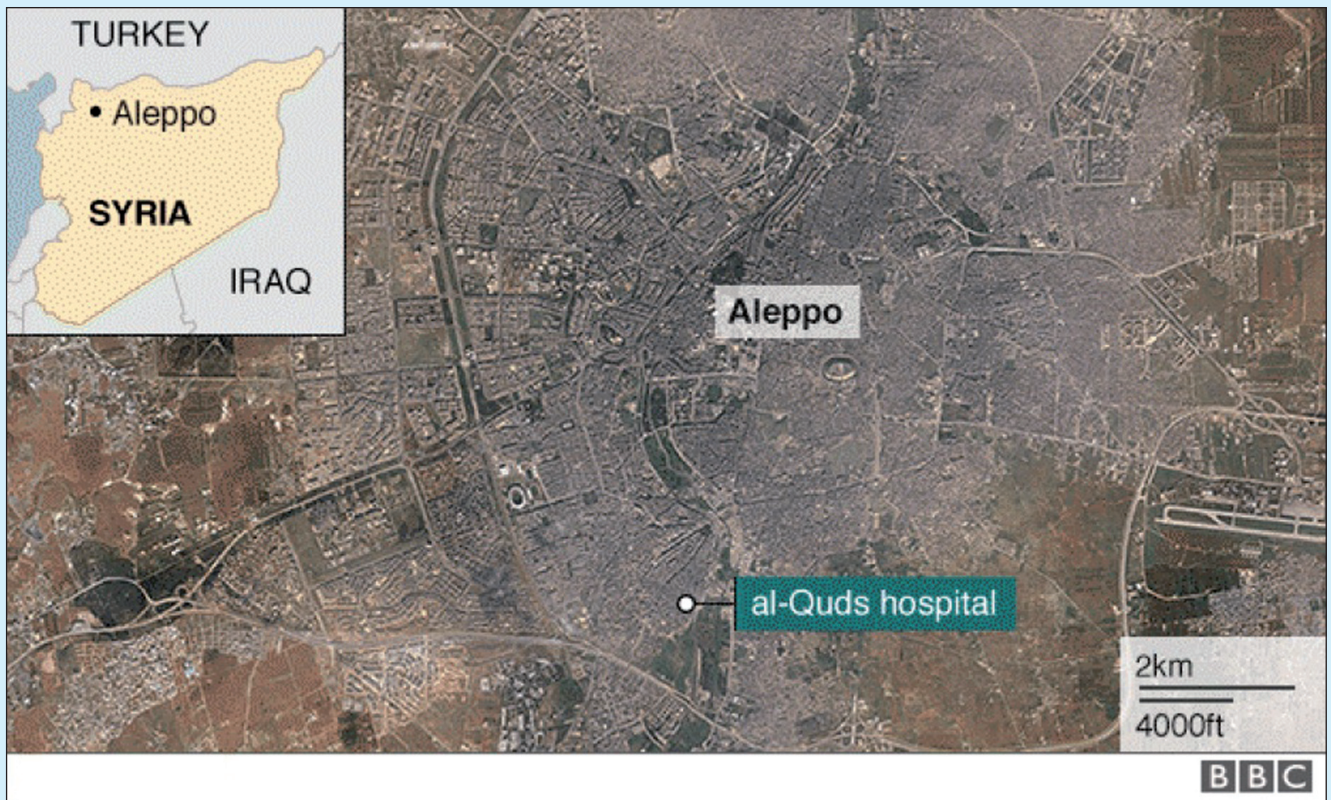 TURKEY
Aleppo
SYRIA
IRAQ
Aleppo
al-Quds hospital
2km
4000ft
BBC